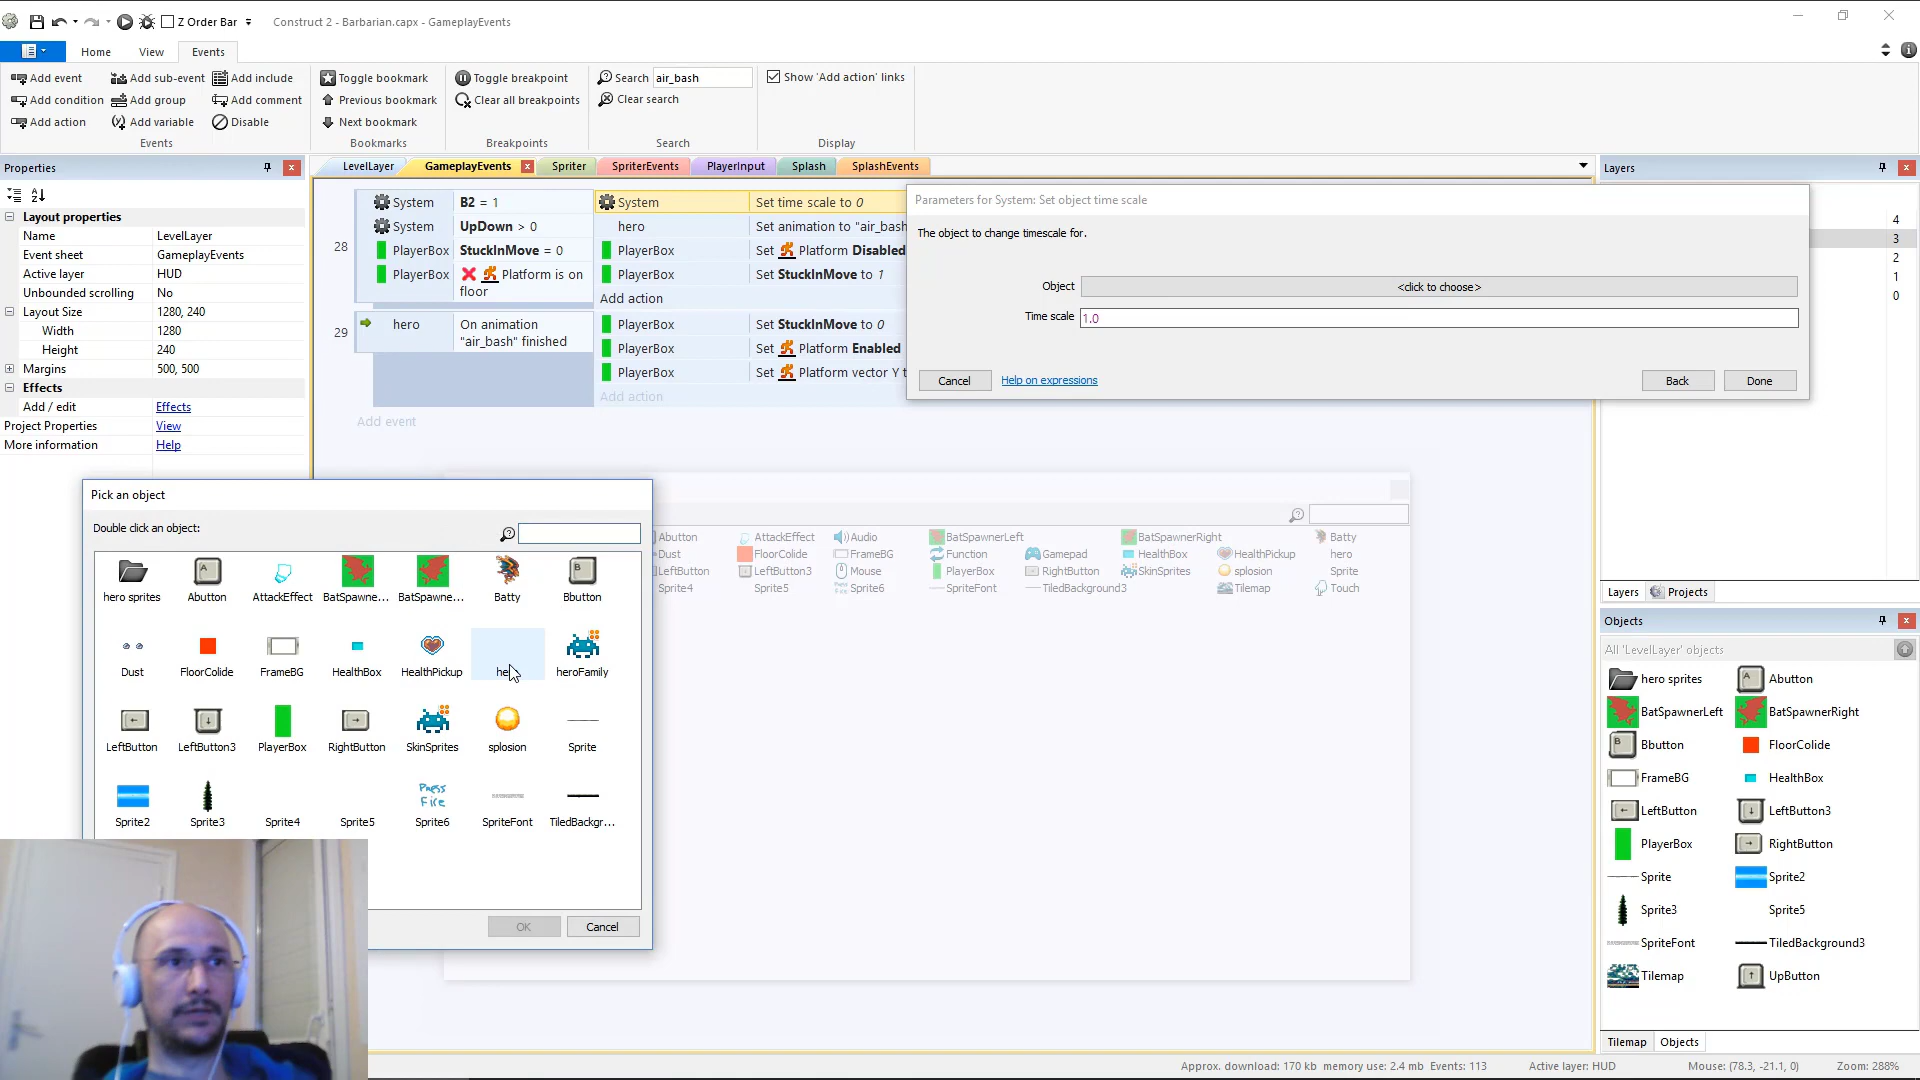 Z Order Bar
Construct 2 - Barbarian.capx - GameplayEvents
Home View Events
Add event Add sub-event Add include
Add condition Add group Add comment
Add action Add variable Disable
Events
Toggle bookmark
Previous bookmark
Next bookmark
Bookmarks
Toggle breakpoint
Clear all breakpoints
Breakpoints
Search air_bash
Clear search
Search
Show 'Add action' links
Display
Properties
Layout properties
Name LevelLayer
Event sheet GameplayEvents
Active layer HUD
Unbounded scrolling No
Layout Size 1280, 240
Width 1280
Height 240
Margins 500, 500
Effects
Add / edit Effects
Project Properties View
More information Help
LevelLayer GameplayEvents Spriter SpriterEvents PlayerInput Splash SplashEvents
28
System B2 = 1
System UpDown > 0
PlayerBox StuckInMove = 0
PlayerBox Platform is on
floor
System Set time scale to 0
hero Set animation to "air_bash
PlayerBox Set Platform Disabled
PlayerBox Set StuckInMove to 1
Add action
29
hero On animation
"air_bash" finished
PlayerBox Set StuckInMove to 0
PlayerBox Set Platform Enabled
PlayerBox Set Platform vector Y t
Add action
Add event
Parameters for System: Set object time scale
The object to change timescale for.
Object <click to choose>
Time scale 1.0
Cancel Help on expressions Back Done
Pick an object
Double click an object:
hero sprites Abutton AttackEffect BatSpawne... BatSpawne... Batty Bbutton
Dust FloorColide FrameBG HealthBox HealthPickup hero heroFamily
LeftButton LeftButton3 PlayerBox RightButton SkinSprites splosion Sprite
Press
Fire
Sprite2 Sprite3 Sprite4 Sprite5 Sprite6 SpriteFont TiledBackgr...
OK Cancel
Abutton AttackEffect Audio BatSpawnerLeft BatSpawnerRight Batty
Dust FloorColide FrameBG Function Gamepad HealthBox HealthPickup hero
LeftButton LeftButton3 Mouse PlayerBox RightButton SkinSprites splosion Sprite
Sprite4 Sprite5 Sprite6 SpriteFont TiledBackground3 Tilemap Touch
Layers
4
3
2
1
0
Layers Projects
Objects
All 'LevelLayer' objects
hero sprites A Abutton
BatSpawnerLeft BatSpawnerRight
B Bbutton FloorColide
FrameBG HealthBox
LeftButton LeftButton3
PlayerBox RightButton
Sprite Sprite2
Sprite3 Sprite5
SpriteFont TiledBackground3
Tilemap UpButton
Tilemap Objects
Approx. download: 170 kb memory use: 2.4 mb Events: 113 Active layer: HUD Mouse: (78.3, -21.1, 0) Zoom: 288%